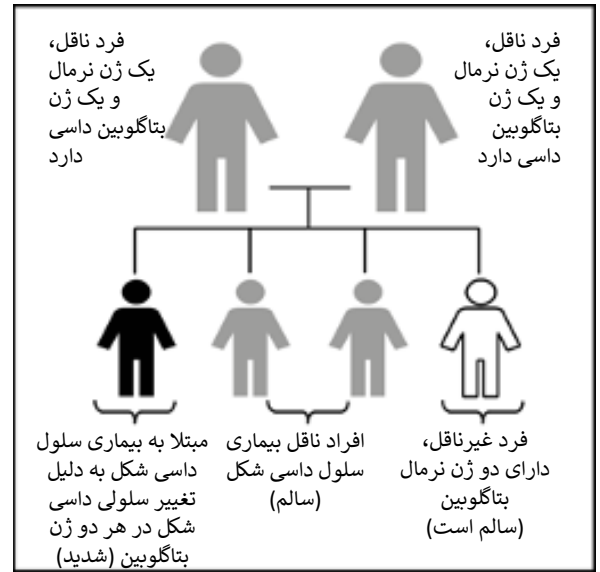 فرد ناقل،
یک ژن نرمال
و یک ژن
بتاگلوبین
داسی دارد
فرد ناقل،
یک ژن نرمال
و یک ژن
بتاگلوبین داسی
دارد
فرد غیرناقل،
دارای دو ژن نرمال
بتاگلوبین
(سالم است)
افراد ناقل بیماری
سلول داسی شکل
(سالم)
مبتلا به بیماری سلول
داسی شکل به دلیل
تغییر سلولی داسی
شکل در هر دو ژن
بتاگلوبین (شدید)